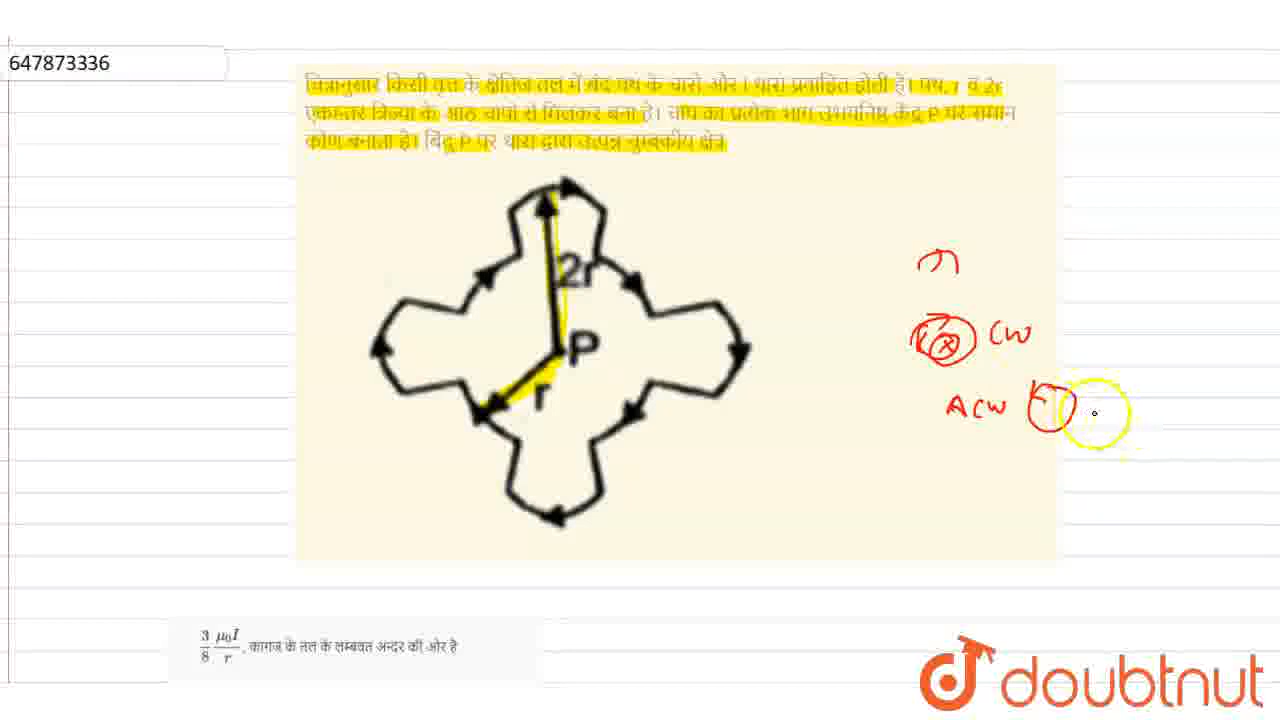 647873336
चित्रानुसार किसी वृत्त के क्षैतिज तल में बंद पथ के चारो ओर I धारा प्रवाहित होती है। पथ, r व 2r
एकान्तर त्रिज्या के आठ चापो से मिलकर बना है। चाप का प्रत्येक भाग उभयनिष्ठ केंद्र P पर समान
कोण बनाता है। बिंदु P पर धारा द्वारा उत्पन्न चुम्बकीय क्षेत्र
2r
P
r
CW
ACW
3/8 μ₀I/r, कागज के तल के लम्बवत अन्दर की ओर है
doubtnut